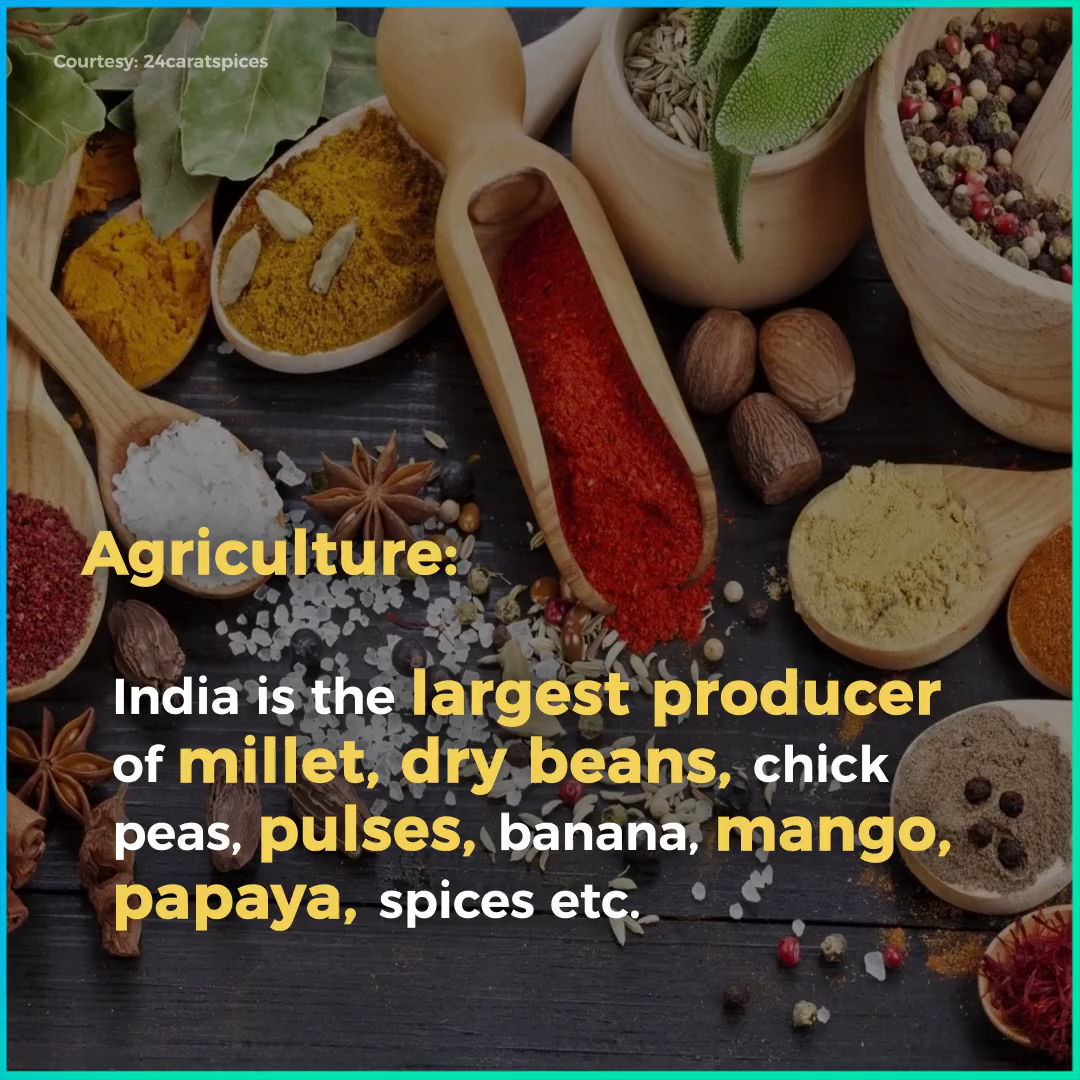 Courtesy: 24caratspices
Agriculture:
India is the largest producer
of millet, dry beans, chick
peas, pulses, banana, mango,
papaya, spices etc.